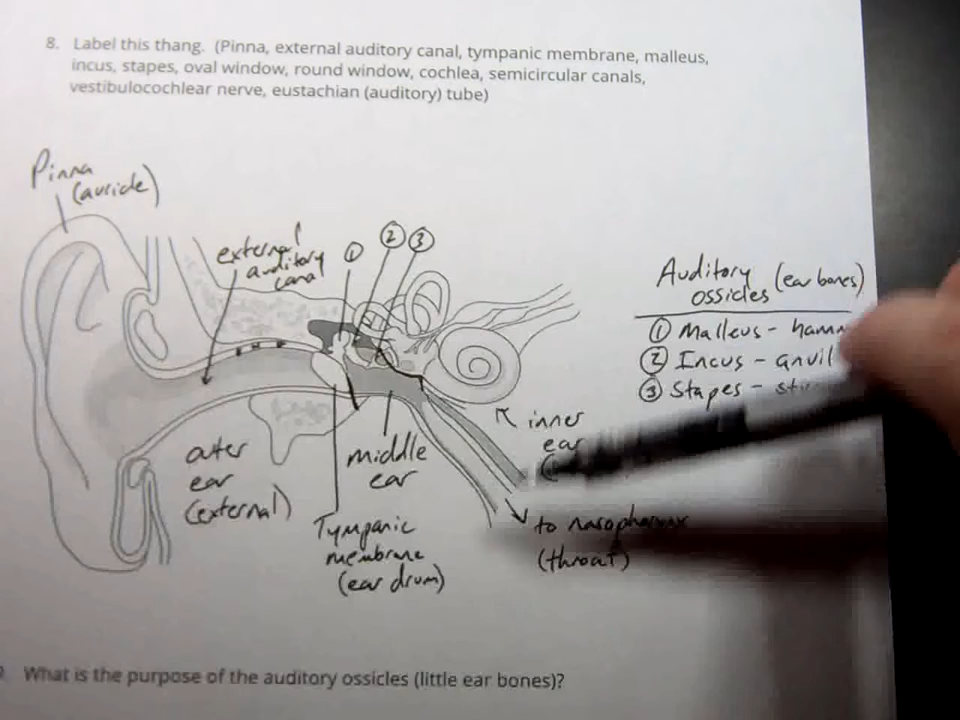 8. Label this thang. (Pinna, external auditory canal, tympanic membrane, malleus,
incus, stapes, oval window, round window, cochlea, semicircular canals,
vestibulocochlear nerve, eustachian (auditory) tube)
Pinna
(auricle)
external
auditory
canal
①
②
③
Auditory (ear bones)
ossicles
① Malleus - hamm
② Incus - anvil
③ Stapes - st
inner
ear
outer
ear
(external)
middle
ear
Tympanic
membrane
(ear drum)
to nasopharynx
(throat)
What is the purpose of the auditory ossicles (little ear bones)?